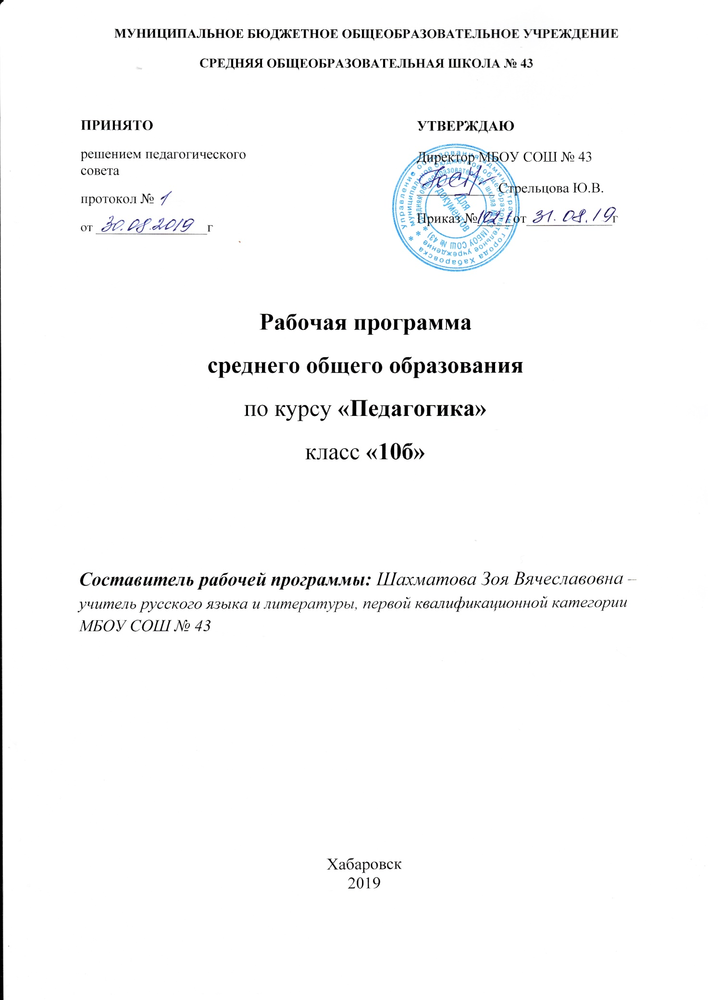 МУНИЦИПАЛЬНОЕ БЮДЖЕТНОЕ ОБЩЕОБРАЗОВАТЕЛЬНОЕ УЧРЕЖДЕНИЕ
СРЕДНЯЯ ОБЩЕОБРАЗОВАТЕЛЬНАЯ ШКОЛА № 43
ПРИНЯТО
решением педагогического
совета
протокол № 1
от 30.08.2019 г
УТВЕРЖДАЮ
Директор МБОУ СОШ № 43
Стрельцова Ю.В.
Приказ № от 31.08.19 г
Управление образования администрации города Хабаровска
муниципальное бюджетное общеобразовательное учреждение
средняя общеобразовательная школа № 43 (МБОУ СОШ № 43)
Для
документов
Рабочая программа
среднего общего образования
по курсу «Педагогика»
класс «10б»
Составитель рабочей программы: Шахматова Зоя Вячеславовна –
учитель русского языка и литературы, первой квалификационной категории
МБОУ СОШ № 43
Хабаровск
2019